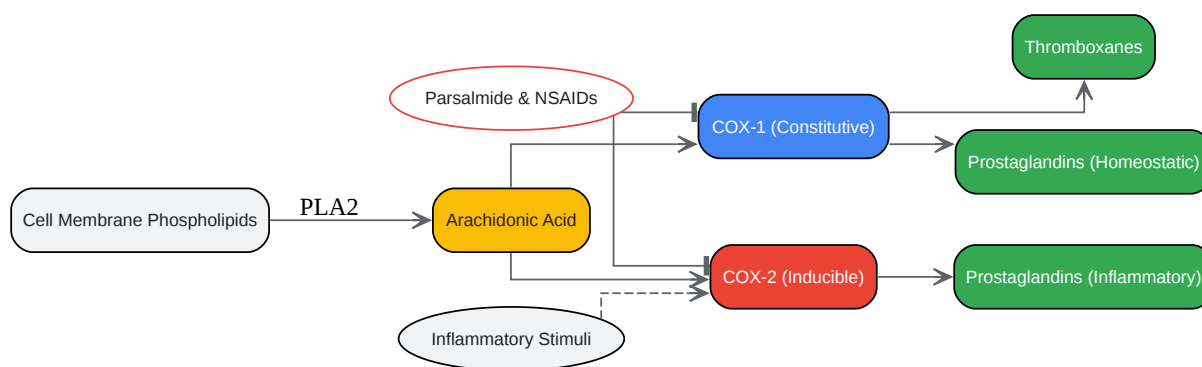 Thromboxanes
Parsalmide & NSAIDs
COX-1 (Constitutive)
Prostaglandins (Homeostatic)
Cell Membrane Phospholipids
PLA2
Arachidonic Acid
COX-2 (Inducible)
Prostaglandins (Inflammatory)
Inflammatory Stimuli